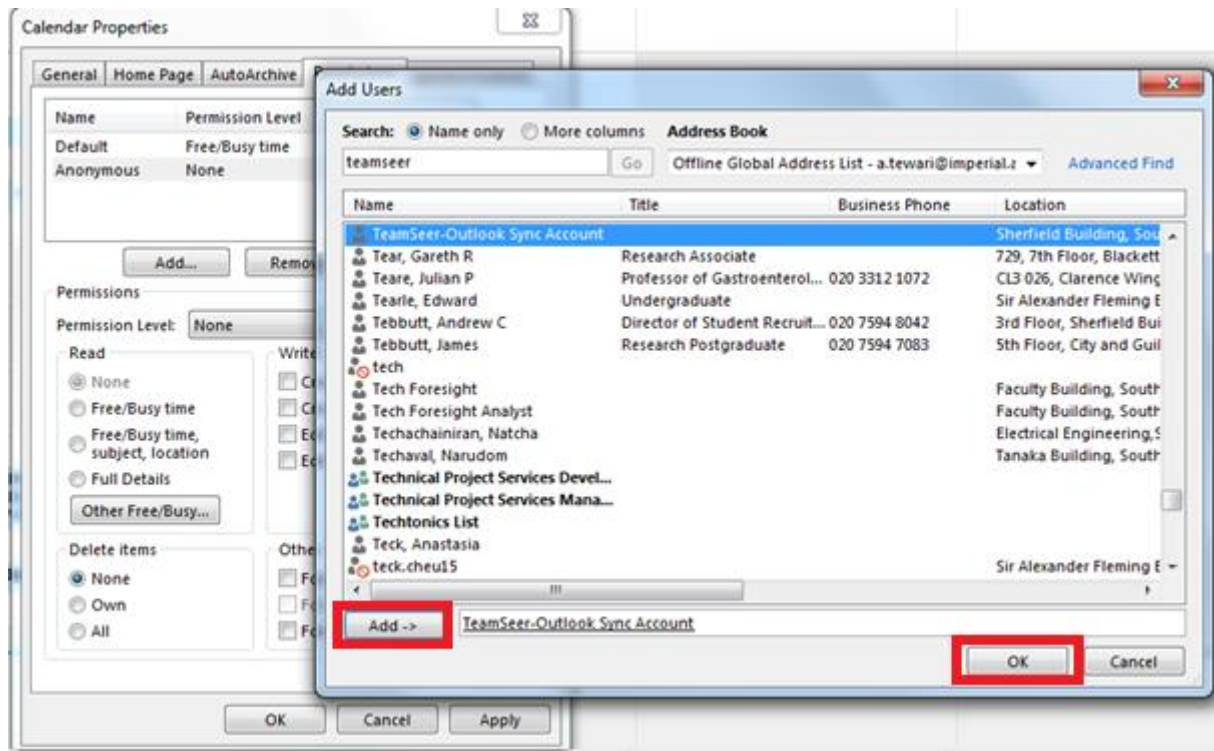 Calendar Properties
General Home Page AutoArchive
Name Permission Level
Default Free/Busy time
Anonymous None
Add... Remov
Permissions
Permission Level: None
Read Write
None
Free/Busy time
Free/Busy time,
subject, location
Full Details
Other Free/Busy...
Delete items Othe
None
Own
All
OK Cancel Apply
Add Users
Search: Name only More columns Address Book
teamseer Go Offline Global Address List - a.tewari@imperial.a Advanced Find
Name Title Business Phone Location
TeamSeer-Outlook Sync Account Sherfield Building, Sou
Tear, Gareth R Research Associate 729, 7th Floor, Blackett
Teare, Julian P Professor of Gastroenterol... 020 3312 1072 CL3 026, Clarence Wing
Tearle, Edward Undergraduate Sir Alexander Fleming B
Tebbutt, Andrew C Director of Student Recruit... 020 7594 8042 3rd Floor, Sherfield Bui
Tebbutt, James Research Postgraduate 020 7594 7083 5th Floor, City and Guil
tech
Tech Foresight Faculty Building, South
Tech Foresight Analyst Faculty Building, South
Techachainiran, Natcha Electrical Engineering, S
Techaval, Narudom Tanaka Building, South
Technical Project Services Devel...
Technical Project Services Mana...
Techtonics List
Teck, Anastasia
teck.cheu15 Sir Alexander Fleming B
Add -> TeamSeer-Outlook Sync Account
OK Cancel